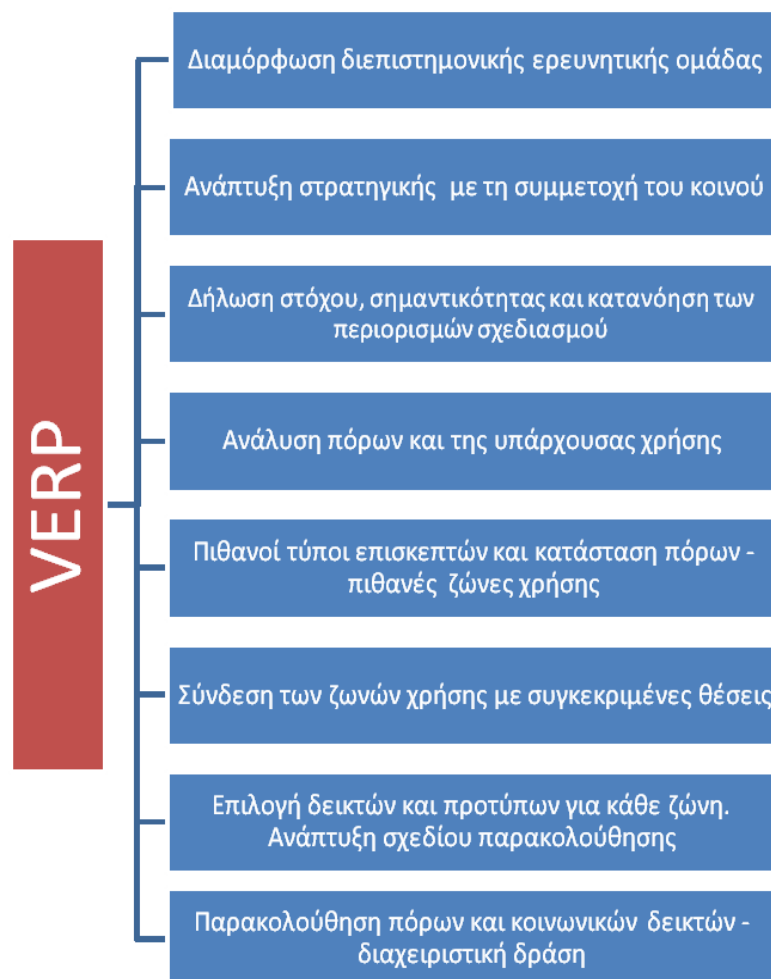 VERP
Διαμόρφωση διεπιστημονικής ερευνητικής ομάδας
Ανάπτυξη στρατηγικής με τη συμμετοχή του κοινού
Δήλωση στόχου, σημαντικότητας και κατανόηση των
περιορισμών σχεδιασμού
Ανάλυση πόρων και της υπάρχουσας χρήσης
Πιθανοί τύποι επισκεπτών και κατάσταση πόρων -
πιθανές ζώνες χρήσης
Σύνδεση των ζωνών χρήσης με συγκεκριμένες θέσεις
Επιλογή δεικτών και προτύπων για κάθε ζώνη.
Ανάπτυξη σχεδίου παρακολούθησης
Παρακολούθηση πόρων και κοινωνικών δεικτών -
διαχειριστική δράση